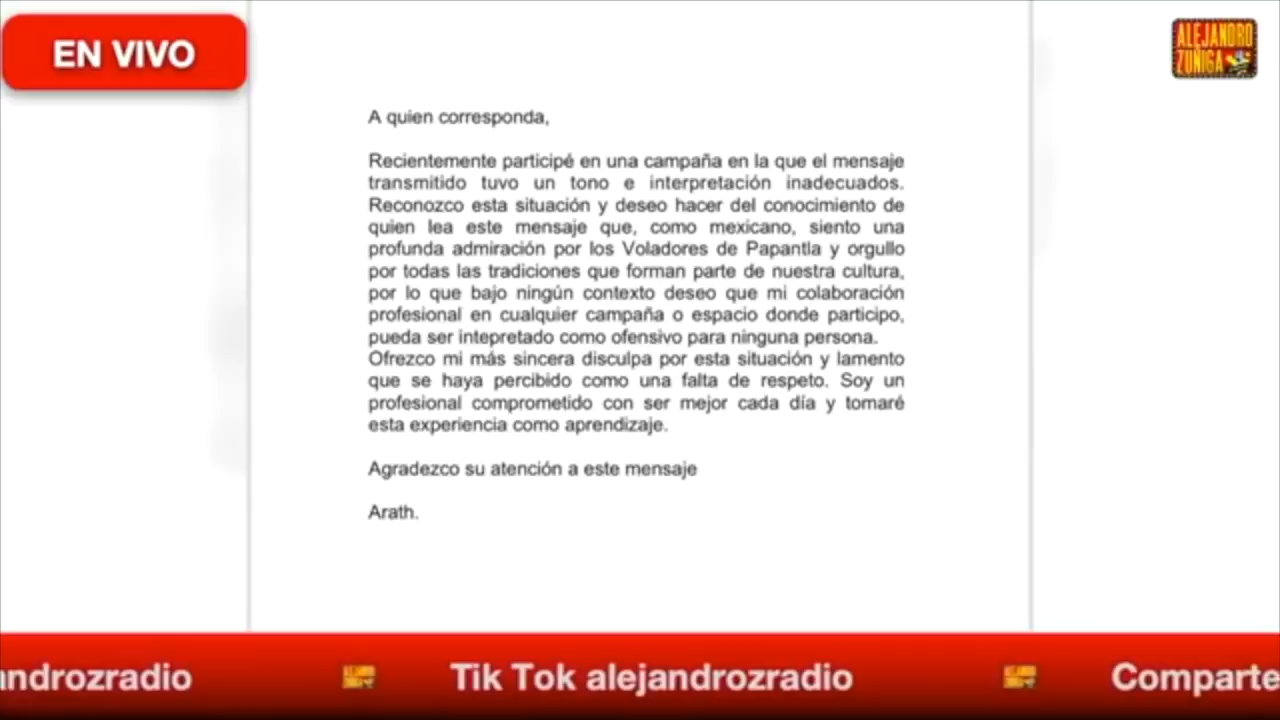 EN VIVO
ALEJANDRO
ZUÑIGA
A quien corresponda,
Recientemente participé en una campaña en la que el mensaje
transmitido tuvo un tono e interpretación inadecuados.
Reconozco esta situación y deseo hacer del conocimiento de
quien lea este mensaje que, como mexicano, siento una
profunda admiración por los Voladores de Papantla y orgullo
por todas las tradiciones que forman parte de nuestra cultura,
por lo que bajo ningún contexto deseo que mi colaboración
profesional en cualquier campaña o espacio donde participo,
pueda ser intepretado como ofensivo para ninguna persona.
Ofrezco mi más sincera disculpa por esta situación y lamento
que se haya percibido como una falta de respeto. Soy un
profesional comprometido con ser mejor cada día y tomaré
esta experiencia como aprendizaje.
Agradezco su atención a este mensaje
Arath.
androzradio Tik Tok alejandrozradio Comparte